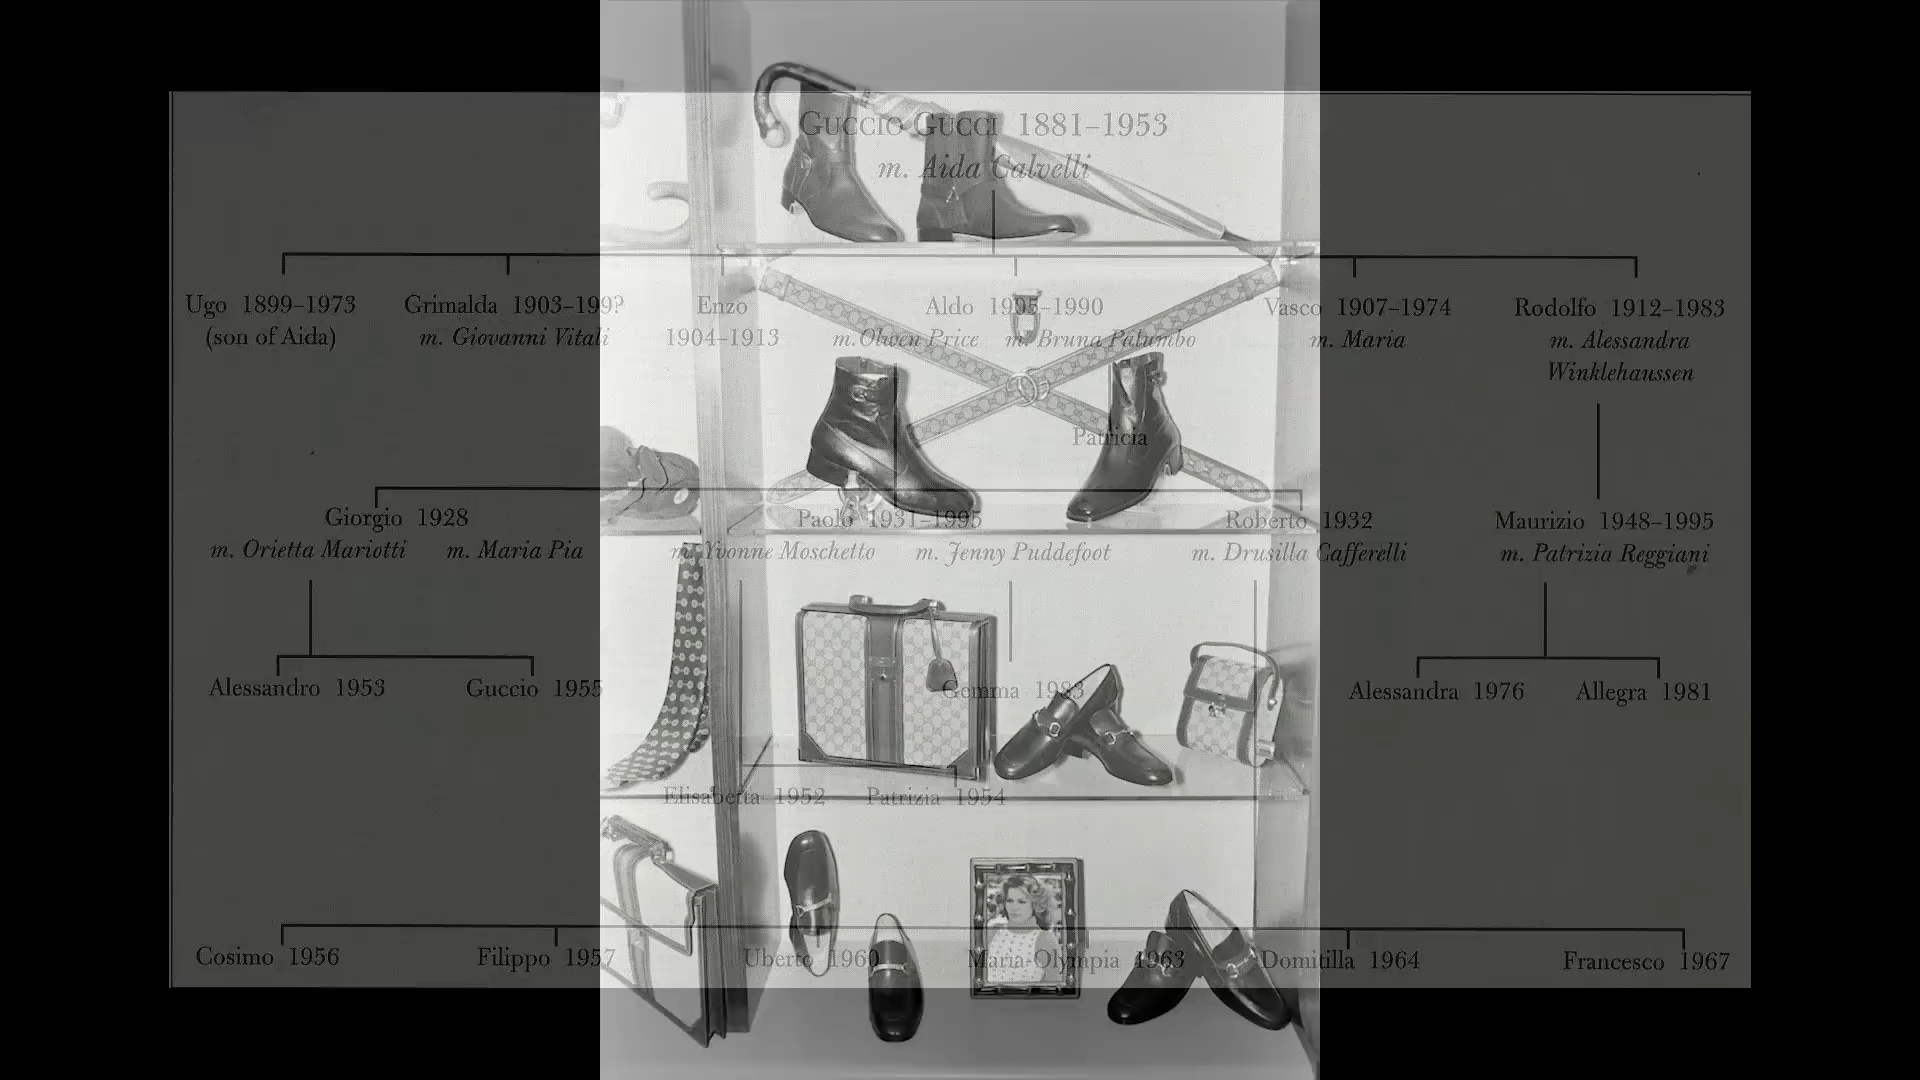 Guccio Gucci 1881–1953
m. Aida Calvelli
Ugo 1899–1973
(son of Aida)
Grimalda 1903–199?
m. Giovanni Vitali
Enzo
1904–1913
Aldo 1905–1990
m. Olwen Price m. Bruna Palumbo
Vasco 1907–1974
m. Maria
Rodolfo 1912–1983
m. Alessandra
Winklehaussen
Patricia
Giorgio 1928
m. Orietta Mariotti m. Maria Pia
Paolo 1931–1995
m. Yvonne Moschetto m. Jenny Puddefoot
Roberto 1932
m. Drusilla Cafferelli
Maurizio 1948–1995
m. Patrizia Reggiani
Alessandro 1953
Guccio 1955
Gemma 1983
Alessandra 1976
Allegra 1981
Elisabetta 1952
Patrizia 1954
Cosimo 1956
Filippo 1957
Uberto 1960
Maria-Olympia 1963
Domitilla 1964
Francesco 1967